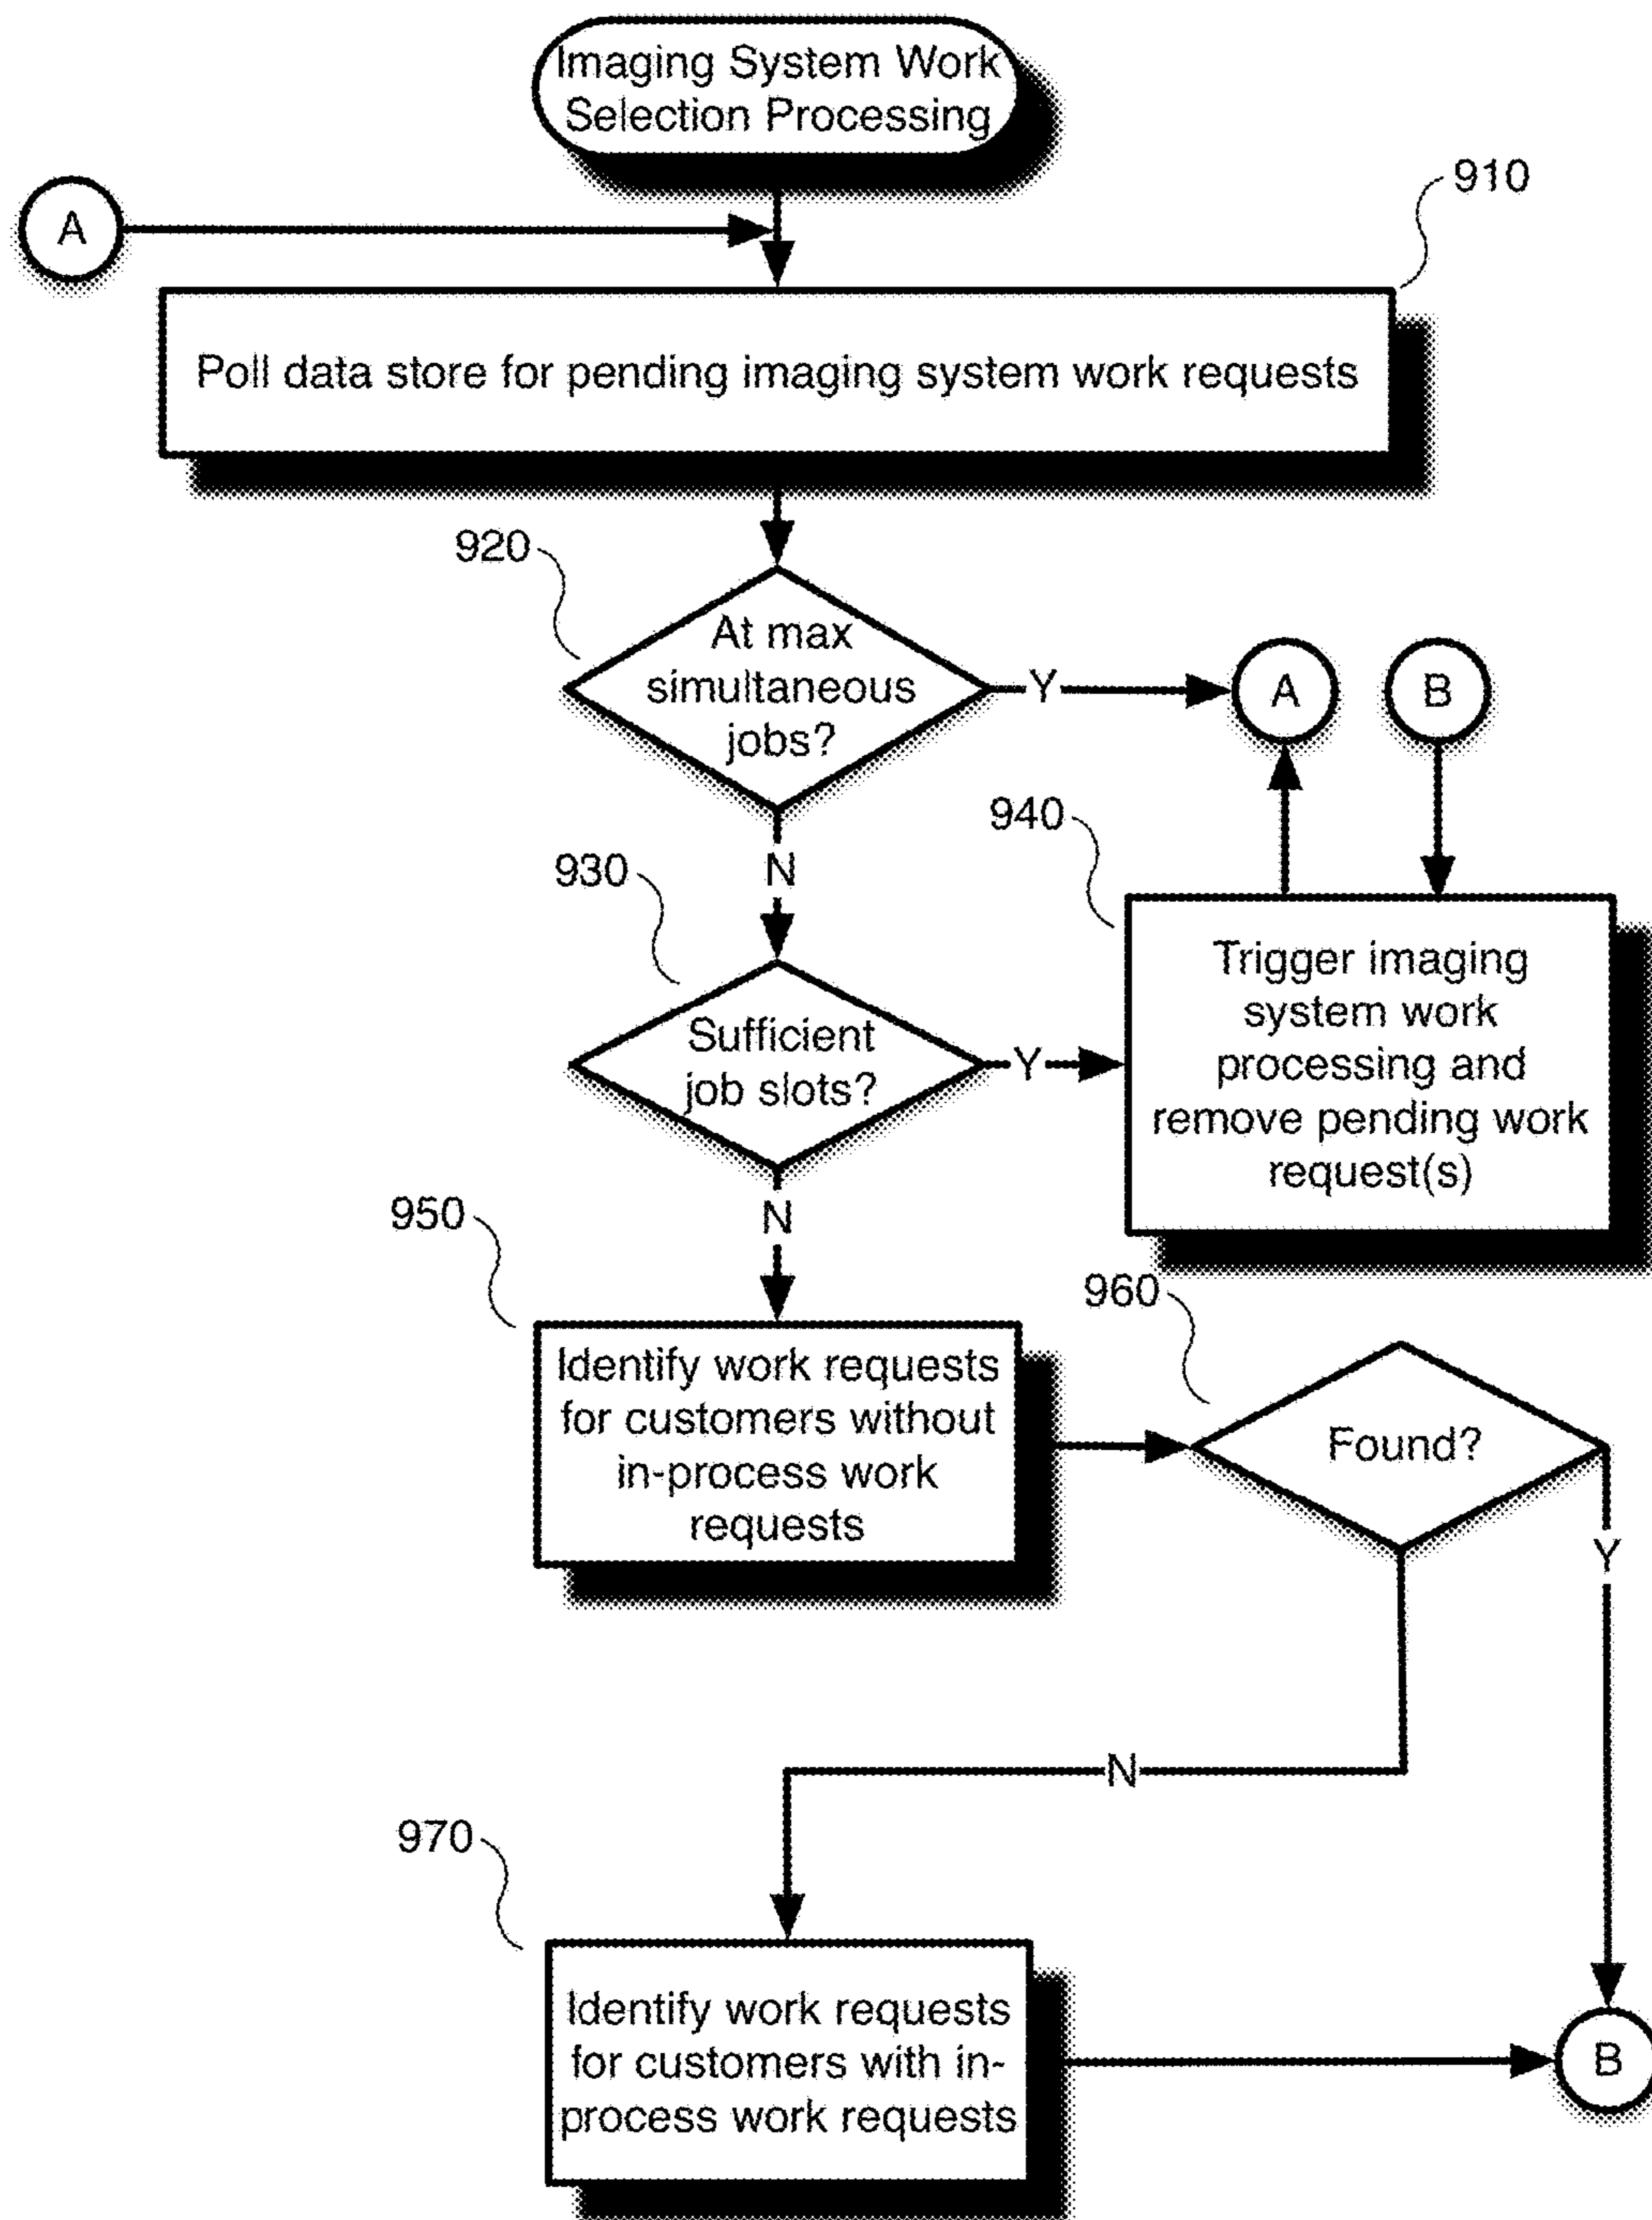 Imaging System Work
Selection Processing
A
910
Poll data store for pending imaging system work requests
920
At max
simultaneous
jobs?
Y
A
B
N
940
930
Sufficient
job slots?
Y
Trigger imaging
system work
processing and
remove pending work
request(s)
N
950
Identify work requests
for customers without
in-process work
requests
960
Found?
Y
N
970
Identify work requests
for customers with in-
process work requests
B